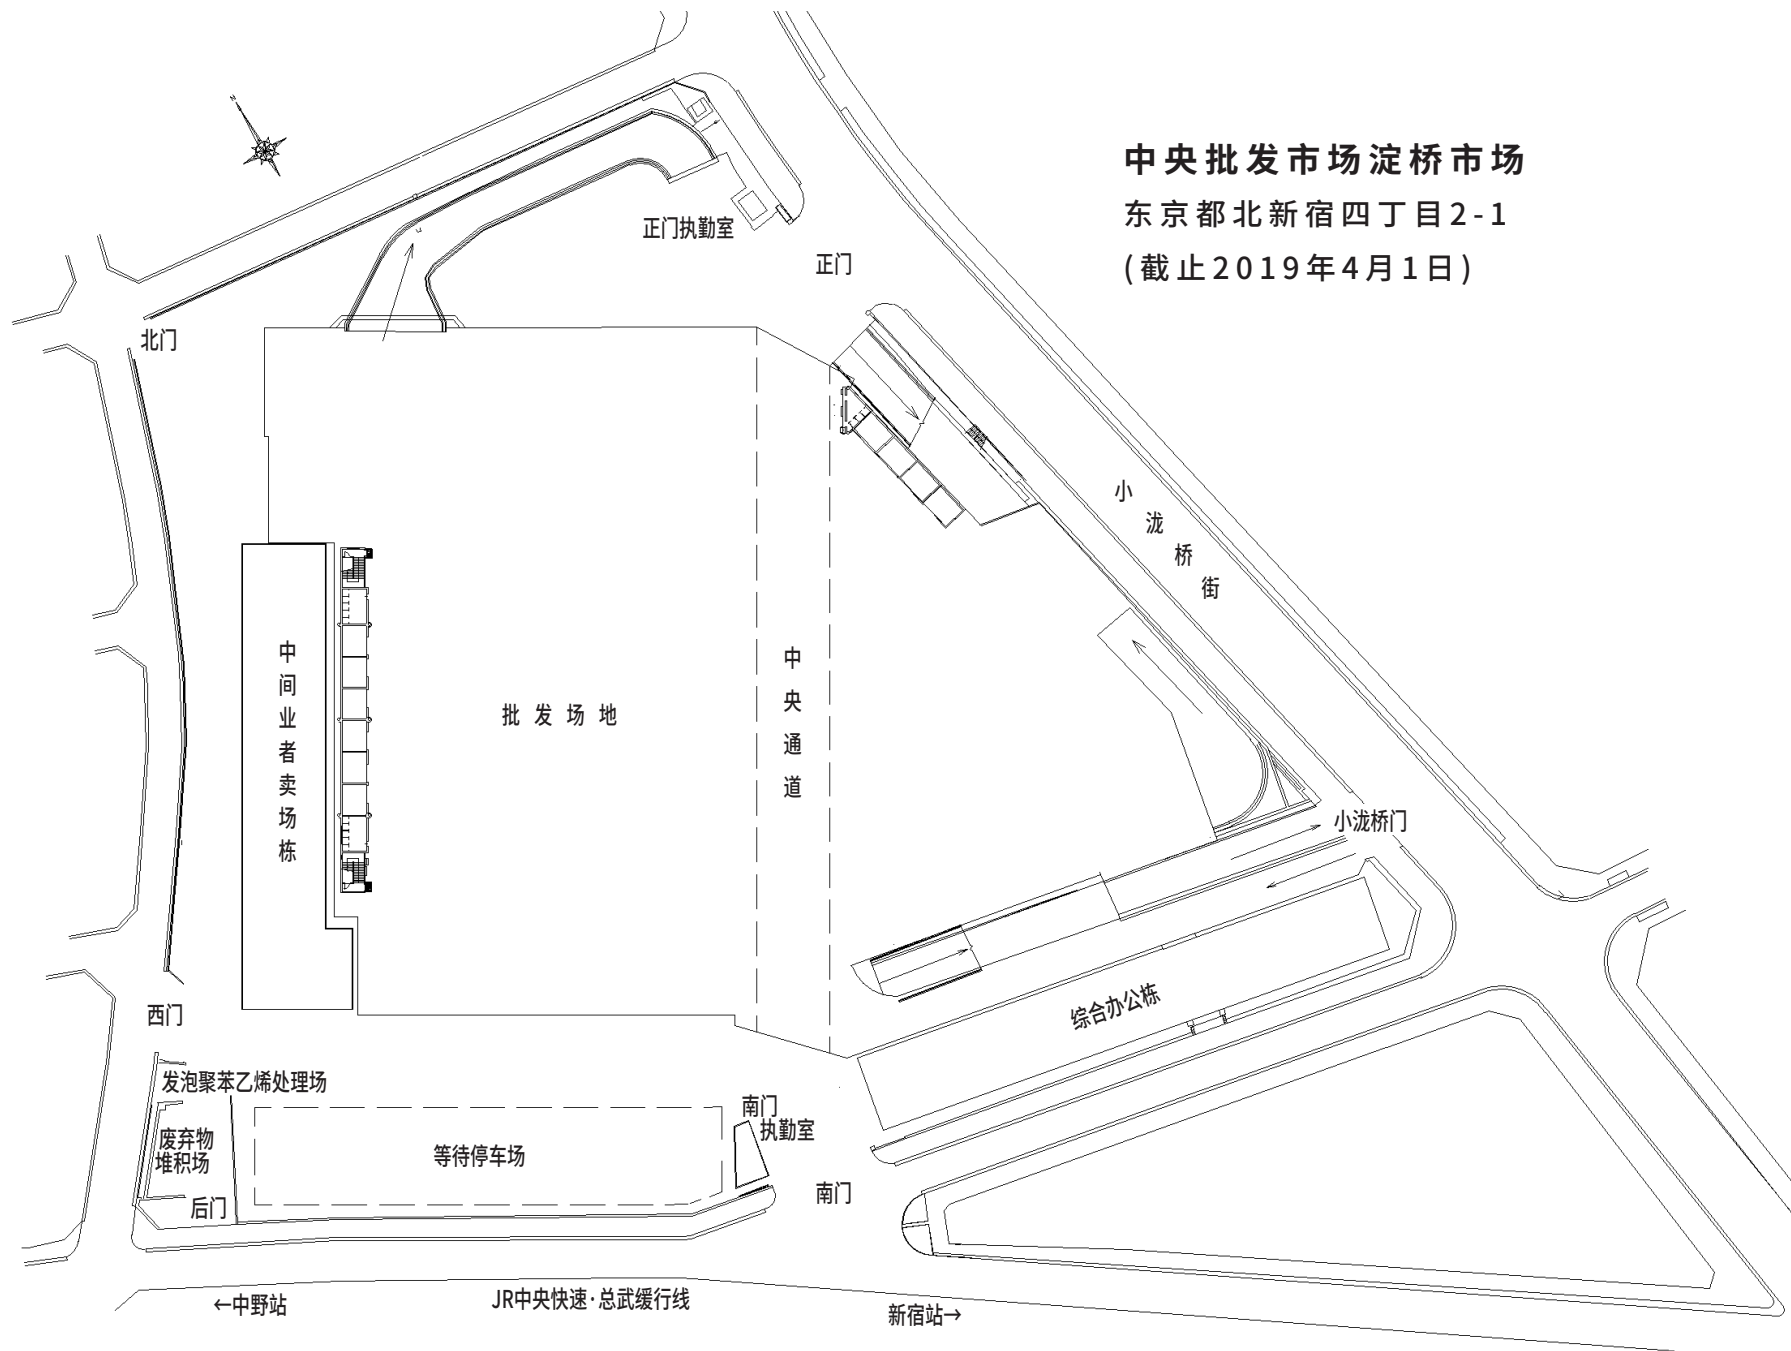 中央批发市场淀桥市场
东京都北新宿四丁目2-1
(截止2019年4月1日)
正门执勤室
正门
北门
小泷桥街
中间业者卖场栋
批发场地
中央通道
小泷桥门
综合办公栋
西门
发泡聚苯乙烯处理场
废弃物
堆积场
后门
等待停车场
南门
执勤室
南门
←中野站
JR中央快速·总武缓行线
新宿站→